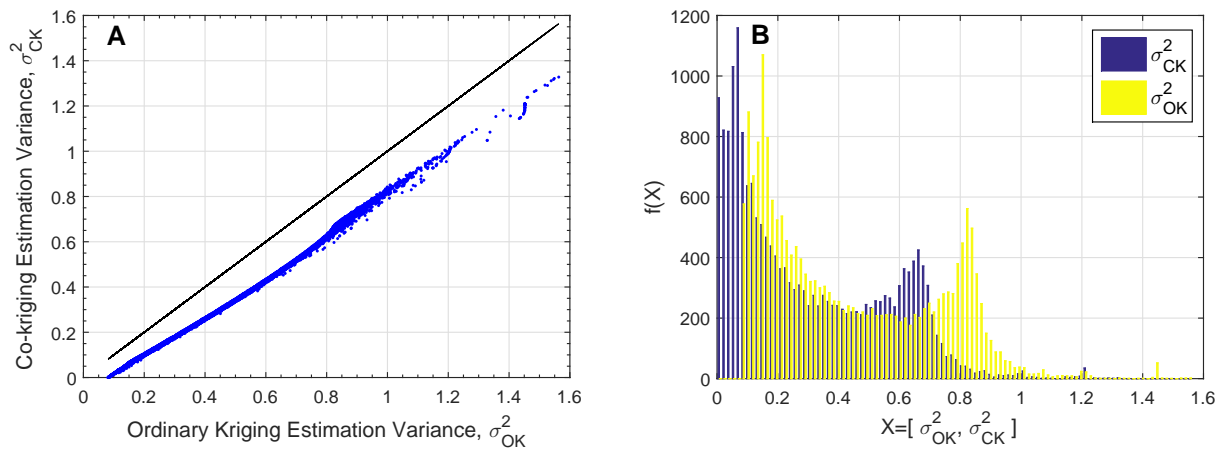 A
Co-kriging Estimation Variance, σ²CK
1.6
1.4
1.2
1
0.8
0.6
0.4
0.2
0
0 0.2 0.4 0.6 0.8 1 1.2 1.4 1.6
Ordinary Kriging Estimation Variance, σ²OK
B
f(X)
1200
1000
800
600
400
200
0
0 0.2 0.4 0.6 0.8 1 1.2 1.4 1.6
X=[ σ²OK, σ²CK ]
σ²CK
σ²OK